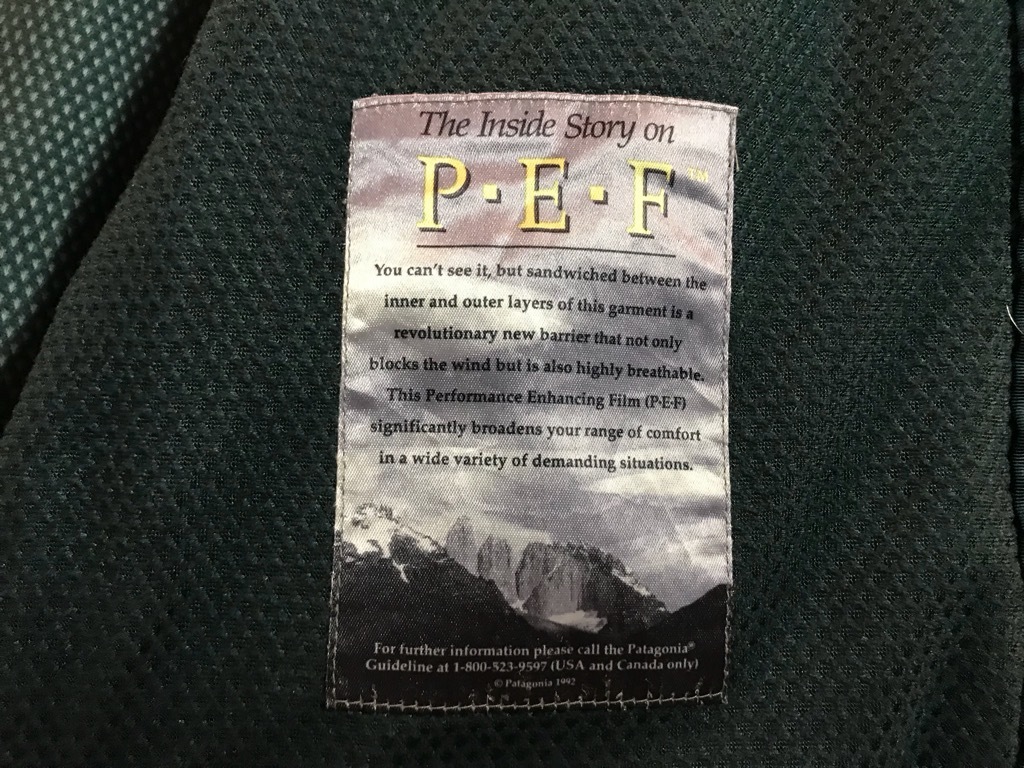 The Inside Story on
P·E·F™
You can't see it, but sandwiched between the
inner and outer layers of this garment is a
revolutionary new barrier that not only
blocks the wind but is also highly breathable.
This Performance Enhancing Film (P·E·F)
significantly broadens your range of comfort
in a wide variety of demanding situations.
For further information please call the Patagonia®
Guideline at 1-800-523-9597 (USA and Canada only)
© Patagonia 1992